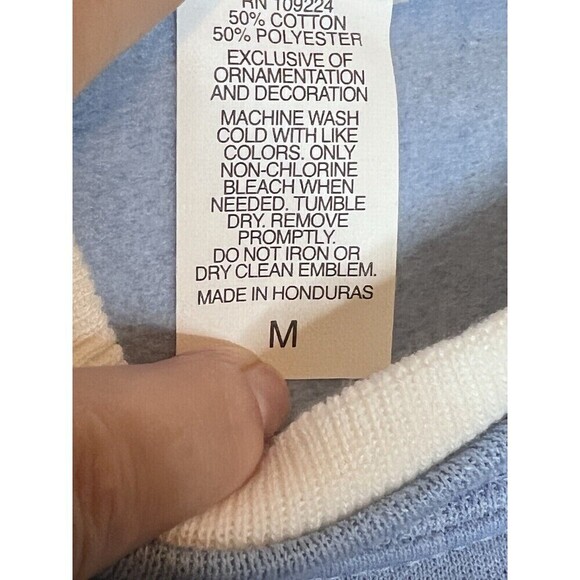 RN 109224
50% COTTON
50% POLYESTER
EXCLUSIVE OF
ORNAMENTATION
AND DECORATION
MACHINE WASH
COLD WITH LIKE
COLORS. ONLY
NON-CHLORINE
BLEACH WHEN
NEEDED. TUMBLE
DRY. REMOVE
PROMPTLY.
DO NOT IRON OR
DRY CLEAN EMBLEM.
MADE IN HONDURAS
M